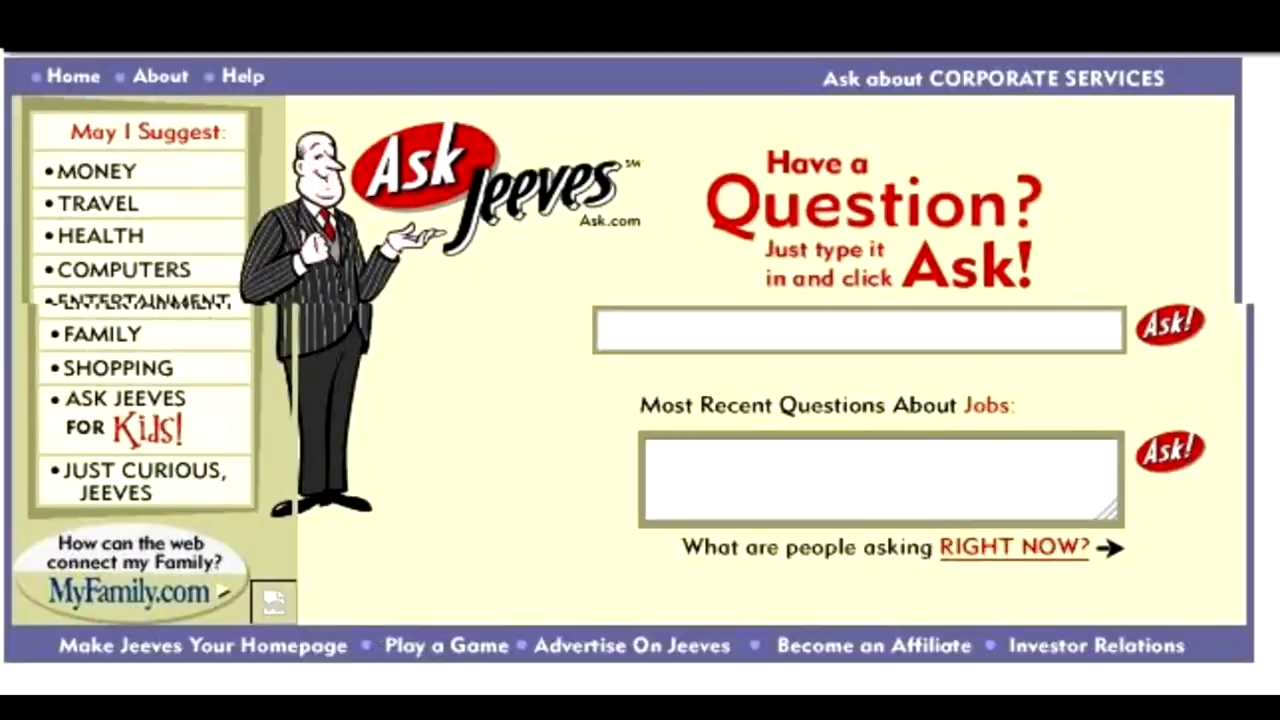 Home About Help
Ask about CORPORATE SERVICES
May I Suggest:
• MONEY
• TRAVEL
• HEALTH
• COMPUTERS
• ENTERTAINMENT
• FAMILY
• SHOPPING
• ASK JEEVES
FOR Kids!
• JUST CURIOUS,
JEEVES
How can the web
connect my Family?
MyFamily.com
Ask
Jeeves SM
Ask.com
Have a
Question?
Just type it
in and click Ask!
Ask!
Most Recent Questions About Jobs:
Ask!
What are people asking RIGHT NOW?
Make Jeeves Your Homepage • Play a Game • Advertise On Jeeves • Become an Affiliate • Investor Relations